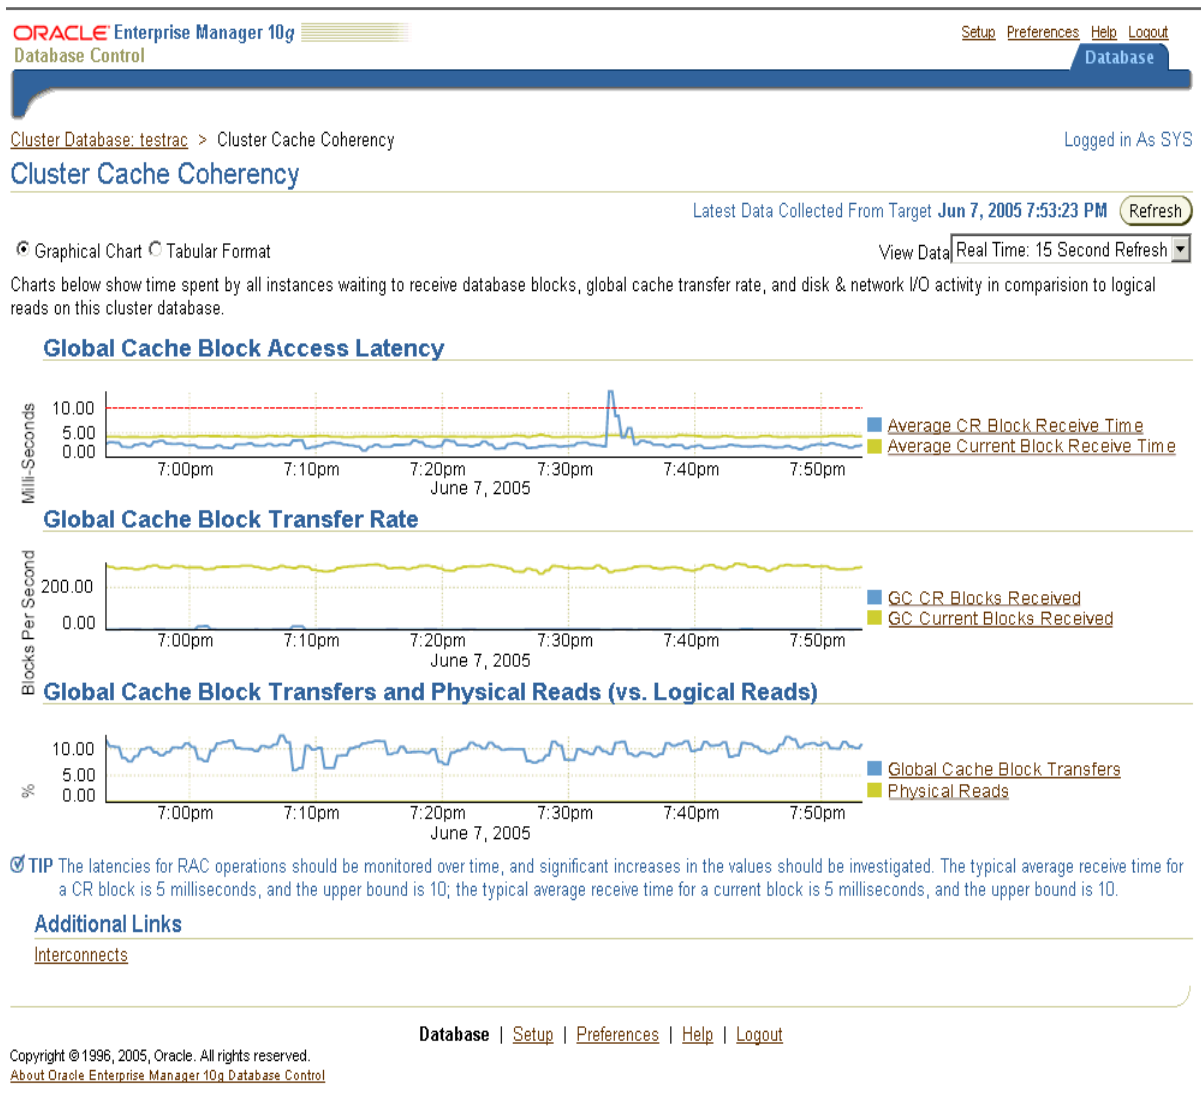 ORACLE Enterprise Manager 10g
Database Control
Setup Preferences Help Logout
Database
Cluster Database: testrac > Cluster Cache Coherency
Logged in As SYS
Cluster Cache Coherency
Latest Data Collected From Target Jun 7, 2005 7:53:23 PM Refresh
Graphical Chart Tabular Format
View Data Real Time: 15 Second Refresh
Charts below show time spent by all instances waiting to receive database blocks, global cache transfer rate, and disk & network I/O activity in comparision to logical
reads on this cluster database.
Global Cache Block Access Latency
Milli-Seconds
10.00
5.00
0.00
7:00pm 7:10pm 7:20pm 7:30pm 7:40pm 7:50pm
June 7, 2005
Average CR Block Receive Time
Average Current Block Receive Time
Global Cache Block Transfer Rate
Blocks Per Second
200.00
0.00
7:00pm 7:10pm 7:20pm 7:30pm 7:40pm 7:50pm
June 7, 2005
GC CR Blocks Received
GC Current Blocks Received
Global Cache Block Transfers and Physical Reads (vs. Logical Reads)
%
10.00
5.00
0.00
7:00pm 7:10pm 7:20pm 7:30pm 7:40pm 7:50pm
June 7, 2005
Global Cache Block Transfers
Physical Reads
TIP The latencies for RAC operations should be monitored over time, and significant increases in the values should be investigated. The typical average receive time for
a CR block is 5 milliseconds, and the upper bound is 10; the typical average receive time for a current block is 5 milliseconds, and the upper bound is 10.
Additional Links
Interconnects
Database | Setup | Preferences | Help | Logout
Copyright © 1996, 2005, Oracle. All rights reserved.
About Oracle Enterprise Manager 10g Database Control